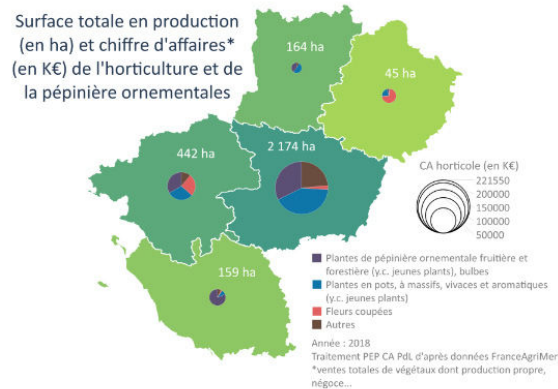 Surface totale en production
(en ha) et chiffre d'affaires*
(en K€) de l'horticulture et de
la pépinière ornementales
164 ha
45 ha
442 ha
2 174 ha
159 ha
CA horticole (en K€)
221550
200000
150000
100000
50000
Plantes de pépinière ornementale fruitière et
forestière (y.c. jeunes plants), bulbes
Plantes en pots, à massifs, vivaces et aromatiques
(y.c. jeunes plants)
Fleurs coupées
Autres
Année : 2018
Traitement PEP CA PdL d'après données FranceAgriMer
*ventes totales de végétaux dont production propre,
négoce...